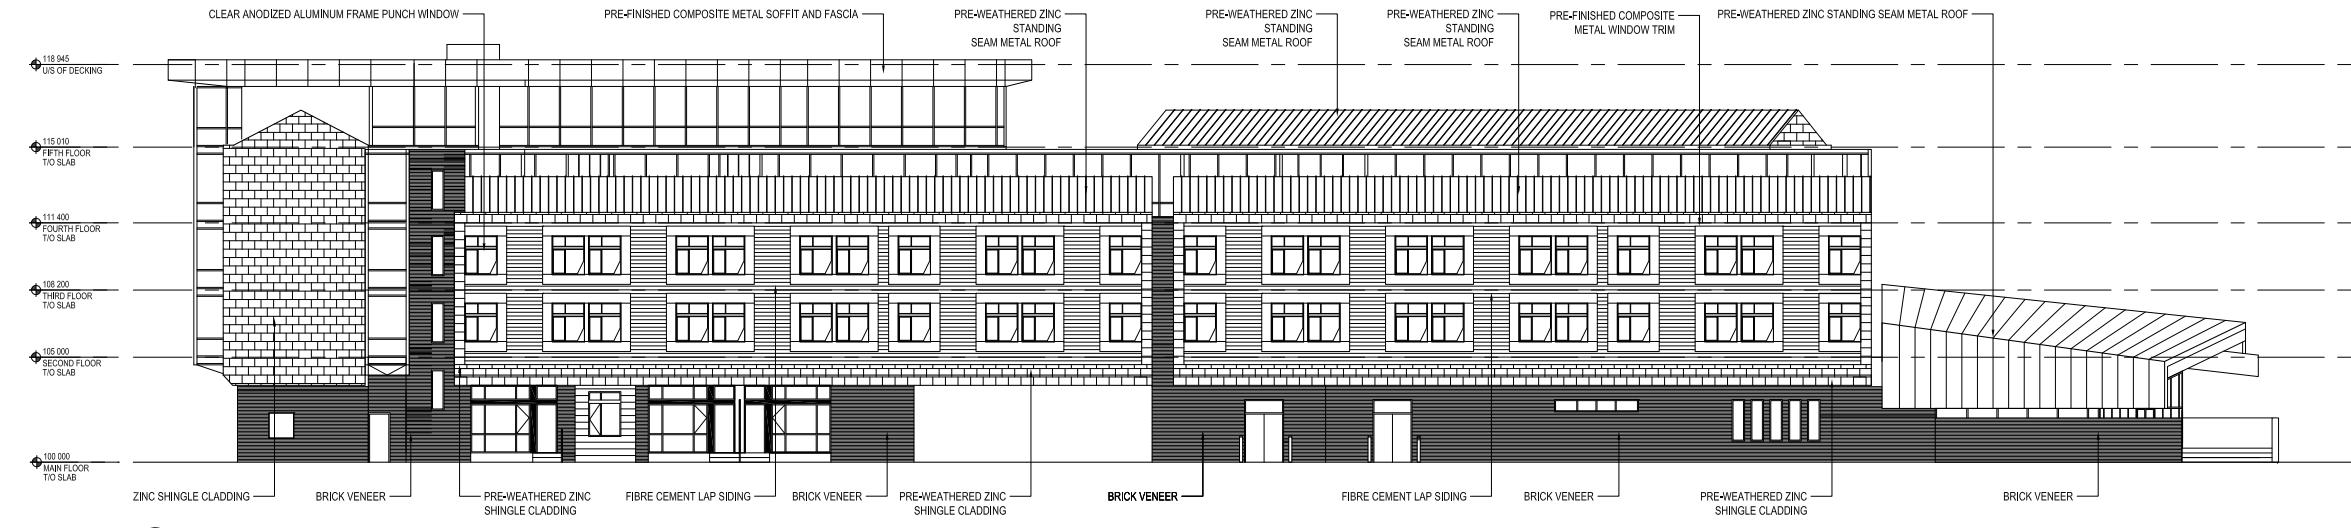 CLEAR ANODIZED ALUMINUM FRAME PUNCH WINDOW
PRE-FINISHED COMPOSITE METAL SOFFIT AND FASCIA
PRE-WEATHERED ZINC
STANDING
SEAM METAL ROOF
PRE-WEATHERED ZINC
STANDING
SEAM METAL ROOF
PRE-WEATHERED ZINC
STANDING
SEAM METAL ROOF
PRE-FINISHED COMPOSITE
METAL WINDOW TRIM
PRE-WEATHERED ZINC STANDING SEAM METAL ROOF
118 945
U/S OF DECKING
115 010
FIFTH FLOOR
T/O SLAB
111 400
FOURTH FLOOR
T/O SLAB
108 200
THIRD FLOOR
T/O SLAB
105 000
SECOND FLOOR
T/O SLAB
100 000
MAIN FLOOR
T/O SLAB
ZINC SHINGLE CLADDING
BRICK VENEER
PRE-WEATHERED ZINC
SHINGLE CLADDING
FIBRE CEMENT LAP SIDING
BRICK VENEER
PRE-WEATHERED ZINC
SHINGLE CLADDING
BRICK VENEER
FIBRE CEMENT LAP SIDING
BRICK VENEER
PRE-WEATHERED ZINC
SHINGLE CLADDING
BRICK VENEER